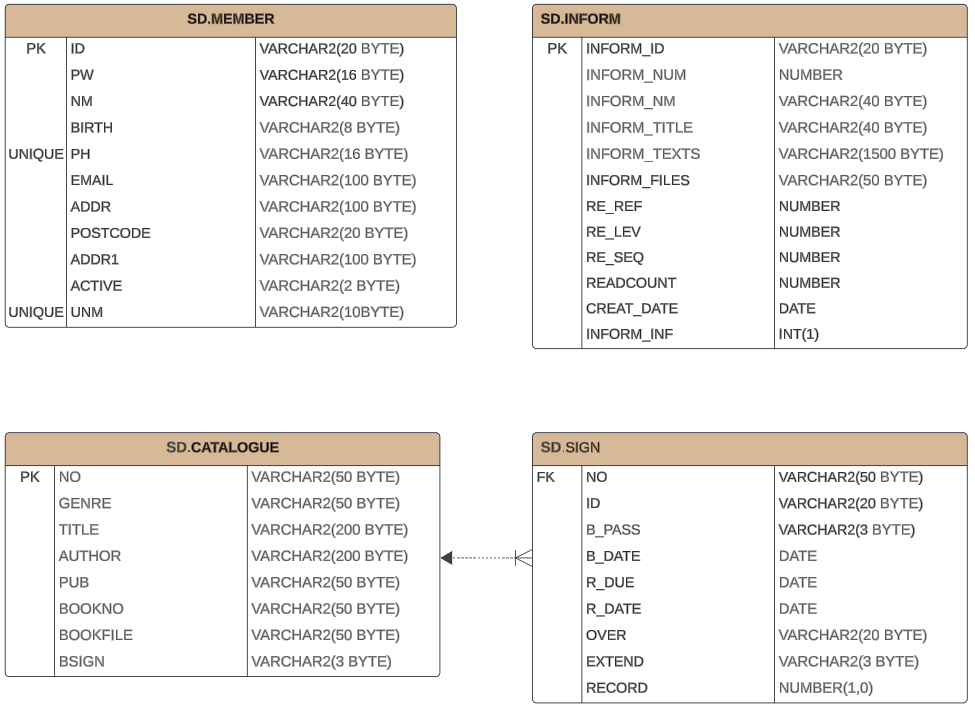 SD.MEMBER
PK ID VARCHAR2(20 BYTE)
PW VARCHAR2(16 BYTE)
NM VARCHAR2(40 BYTE)
BIRTH VARCHAR2(8 BYTE)
UNIQUE PH VARCHAR2(16 BYTE)
EMAIL VARCHAR2(100 BYTE)
ADDR VARCHAR2(100 BYTE)
POSTCODE VARCHAR2(20 BYTE)
ADDR1 VARCHAR2(100 BYTE)
ACTIVE VARCHAR2(2 BYTE)
UNIQUE UNM VARCHAR2(10BYTE)
SD.INFORM
PK INFORM_ID VARCHAR2(20 BYTE)
INFORM_NUM NUMBER
INFORM_NM VARCHAR2(40 BYTE)
INFORM_TITLE VARCHAR2(40 BYTE)
INFORM_TEXTS VARCHAR2(1500 BYTE)
INFORM_FILES VARCHAR2(50 BYTE)
RE_REF NUMBER
RE_LEV NUMBER
RE_SEQ NUMBER
READCOUNT NUMBER
CREAT_DATE DATE
INFORM_INF INT(1)
SD.CATALOGUE
PK NO VARCHAR2(50 BYTE)
GENRE VARCHAR2(50 BYTE)
TITLE VARCHAR2(200 BYTE)
AUTHOR VARCHAR2(200 BYTE)
PUB VARCHAR2(50 BYTE)
BOOKNO VARCHAR2(50 BYTE)
BOOKFILE VARCHAR2(50 BYTE)
BSIGN VARCHAR2(3 BYTE)
SD.SIGN
FK NO VARCHAR2(50 BYTE)
ID VARCHAR2(20 BYTE)
B_PASS VARCHAR2(3 BYTE)
B_DATE DATE
R_DUE DATE
R_DATE DATE
OVER VARCHAR2(20 BYTE)
EXTEND VARCHAR2(3 BYTE)
RECORD NUMBER(1,0)